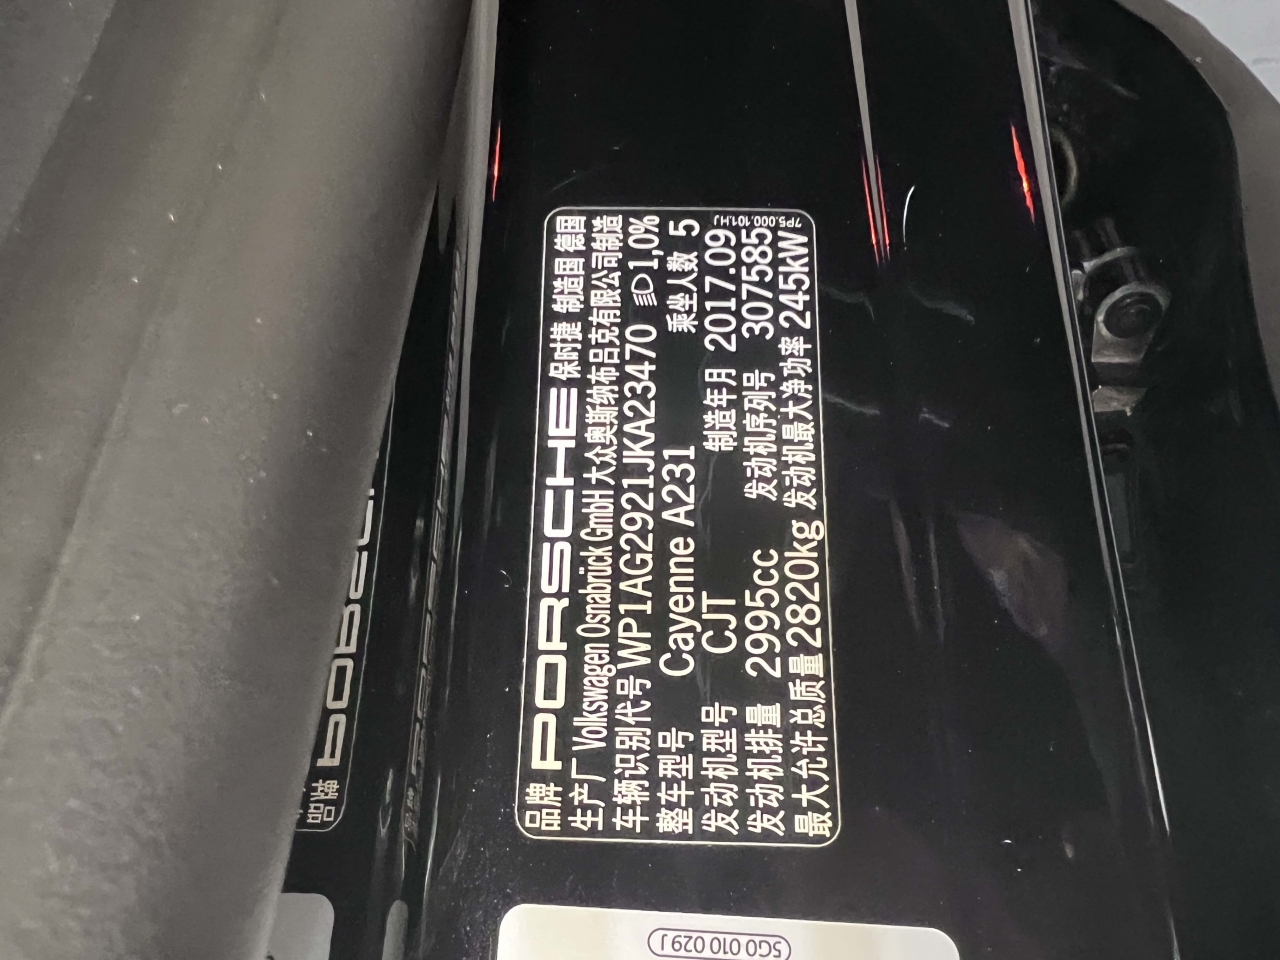 品牌 PORSCHE 保时捷 制造国 德国
生产厂 Volkswagen Osnabrück GmbH 大众奥斯纳布吕克有限公司制造
车辆识别代号 WP1AG2921JKA23470 1,0%
整车型号 Cayenne A231 乘坐人数 5
发动机型号 CJT 制造年月 2017.09
发动机排量 2995cc 发动机序列号 307585
最大允许总质量 2820kg 发动机最大净功率 245kW
7P5.000.101.HJ
5G0 010 029 J